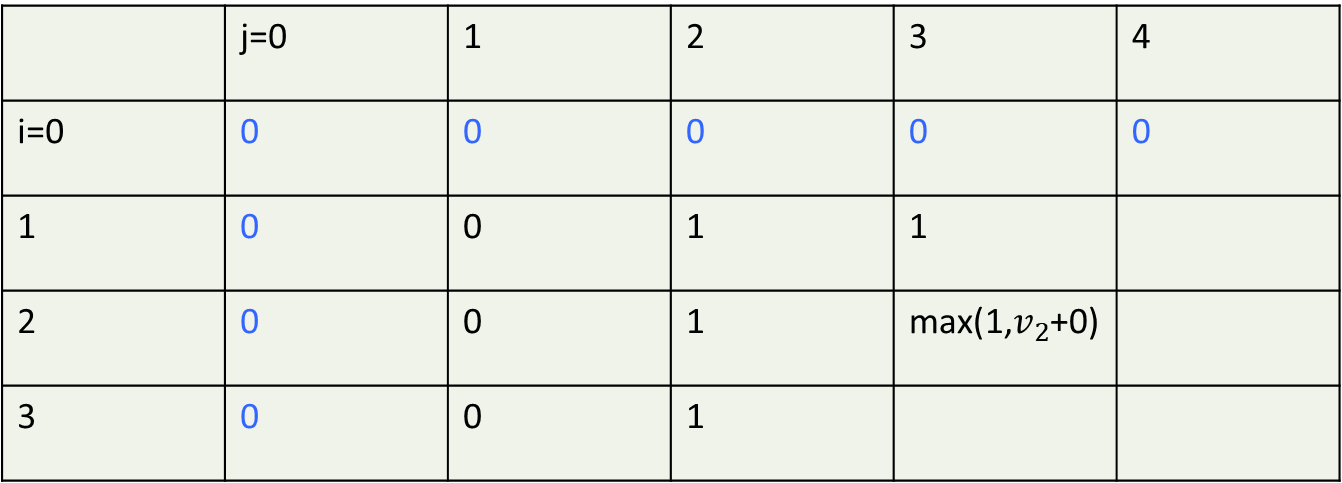 j=0 1 2 3 4
i=0 0 0 0 0 0
1 0 0 1 1
2 0 0 1 max(1,𝑣₂+0)
3 0 0 1